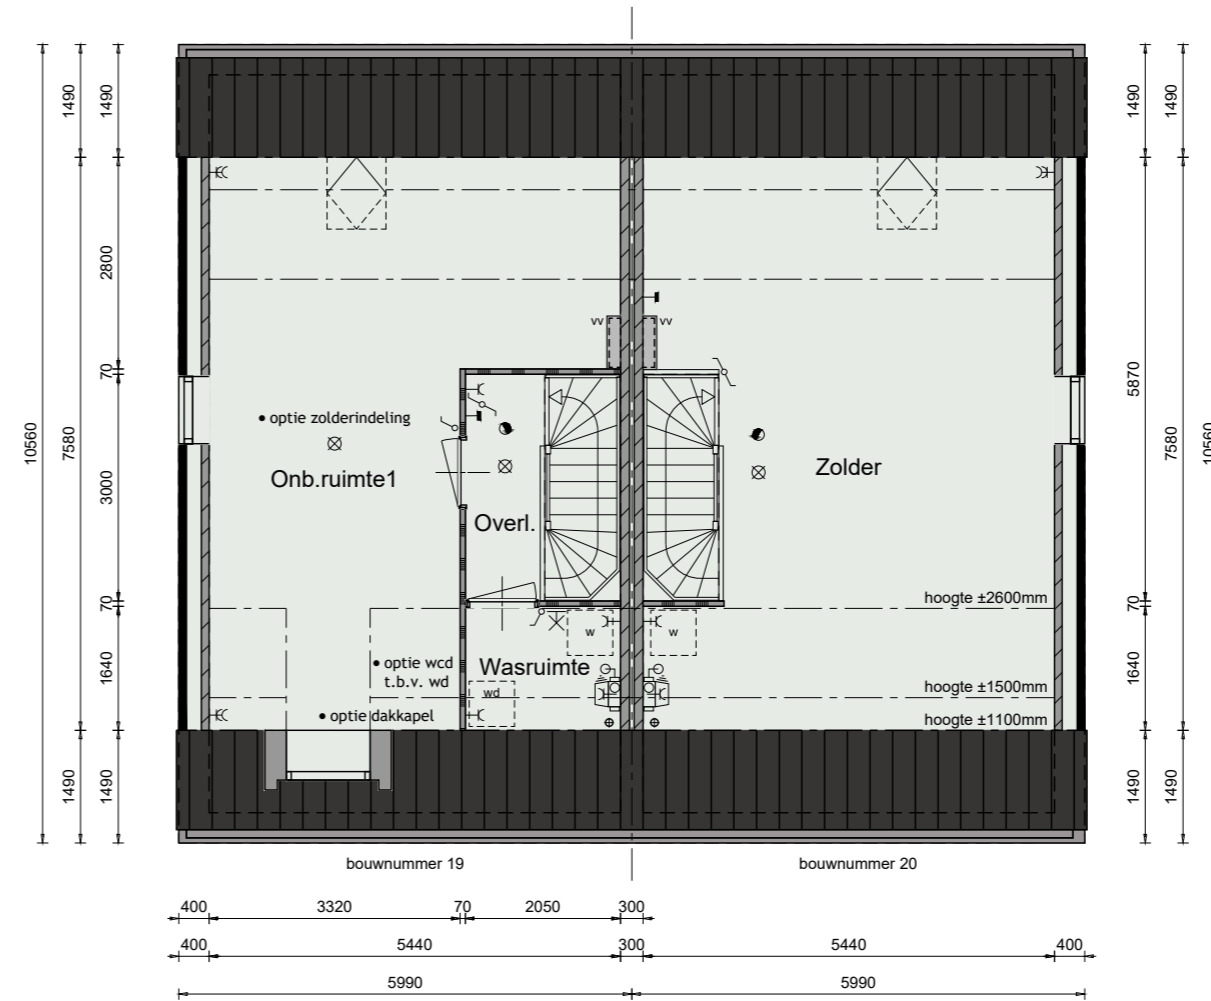 1490
1490
1490
1490
2800
vv
vv
70
5870
• optie zolderindeling
10560
7580
7580
10560
3000
Onb.ruimte1
Zolder
Overl.
70
hoogte ±2600mm
70
w
w
1640
• optie wcd
t.b.v. wd
Wasruimte
1640
wd
hoogte ±1500mm
• optie dakkapel
hoogte ±1100mm
1490
1490
1490
1490
bouwnummer 19
bouwnummer 20
400
3320
70
2050
300
400
5440
300
5440
400
5990
5990